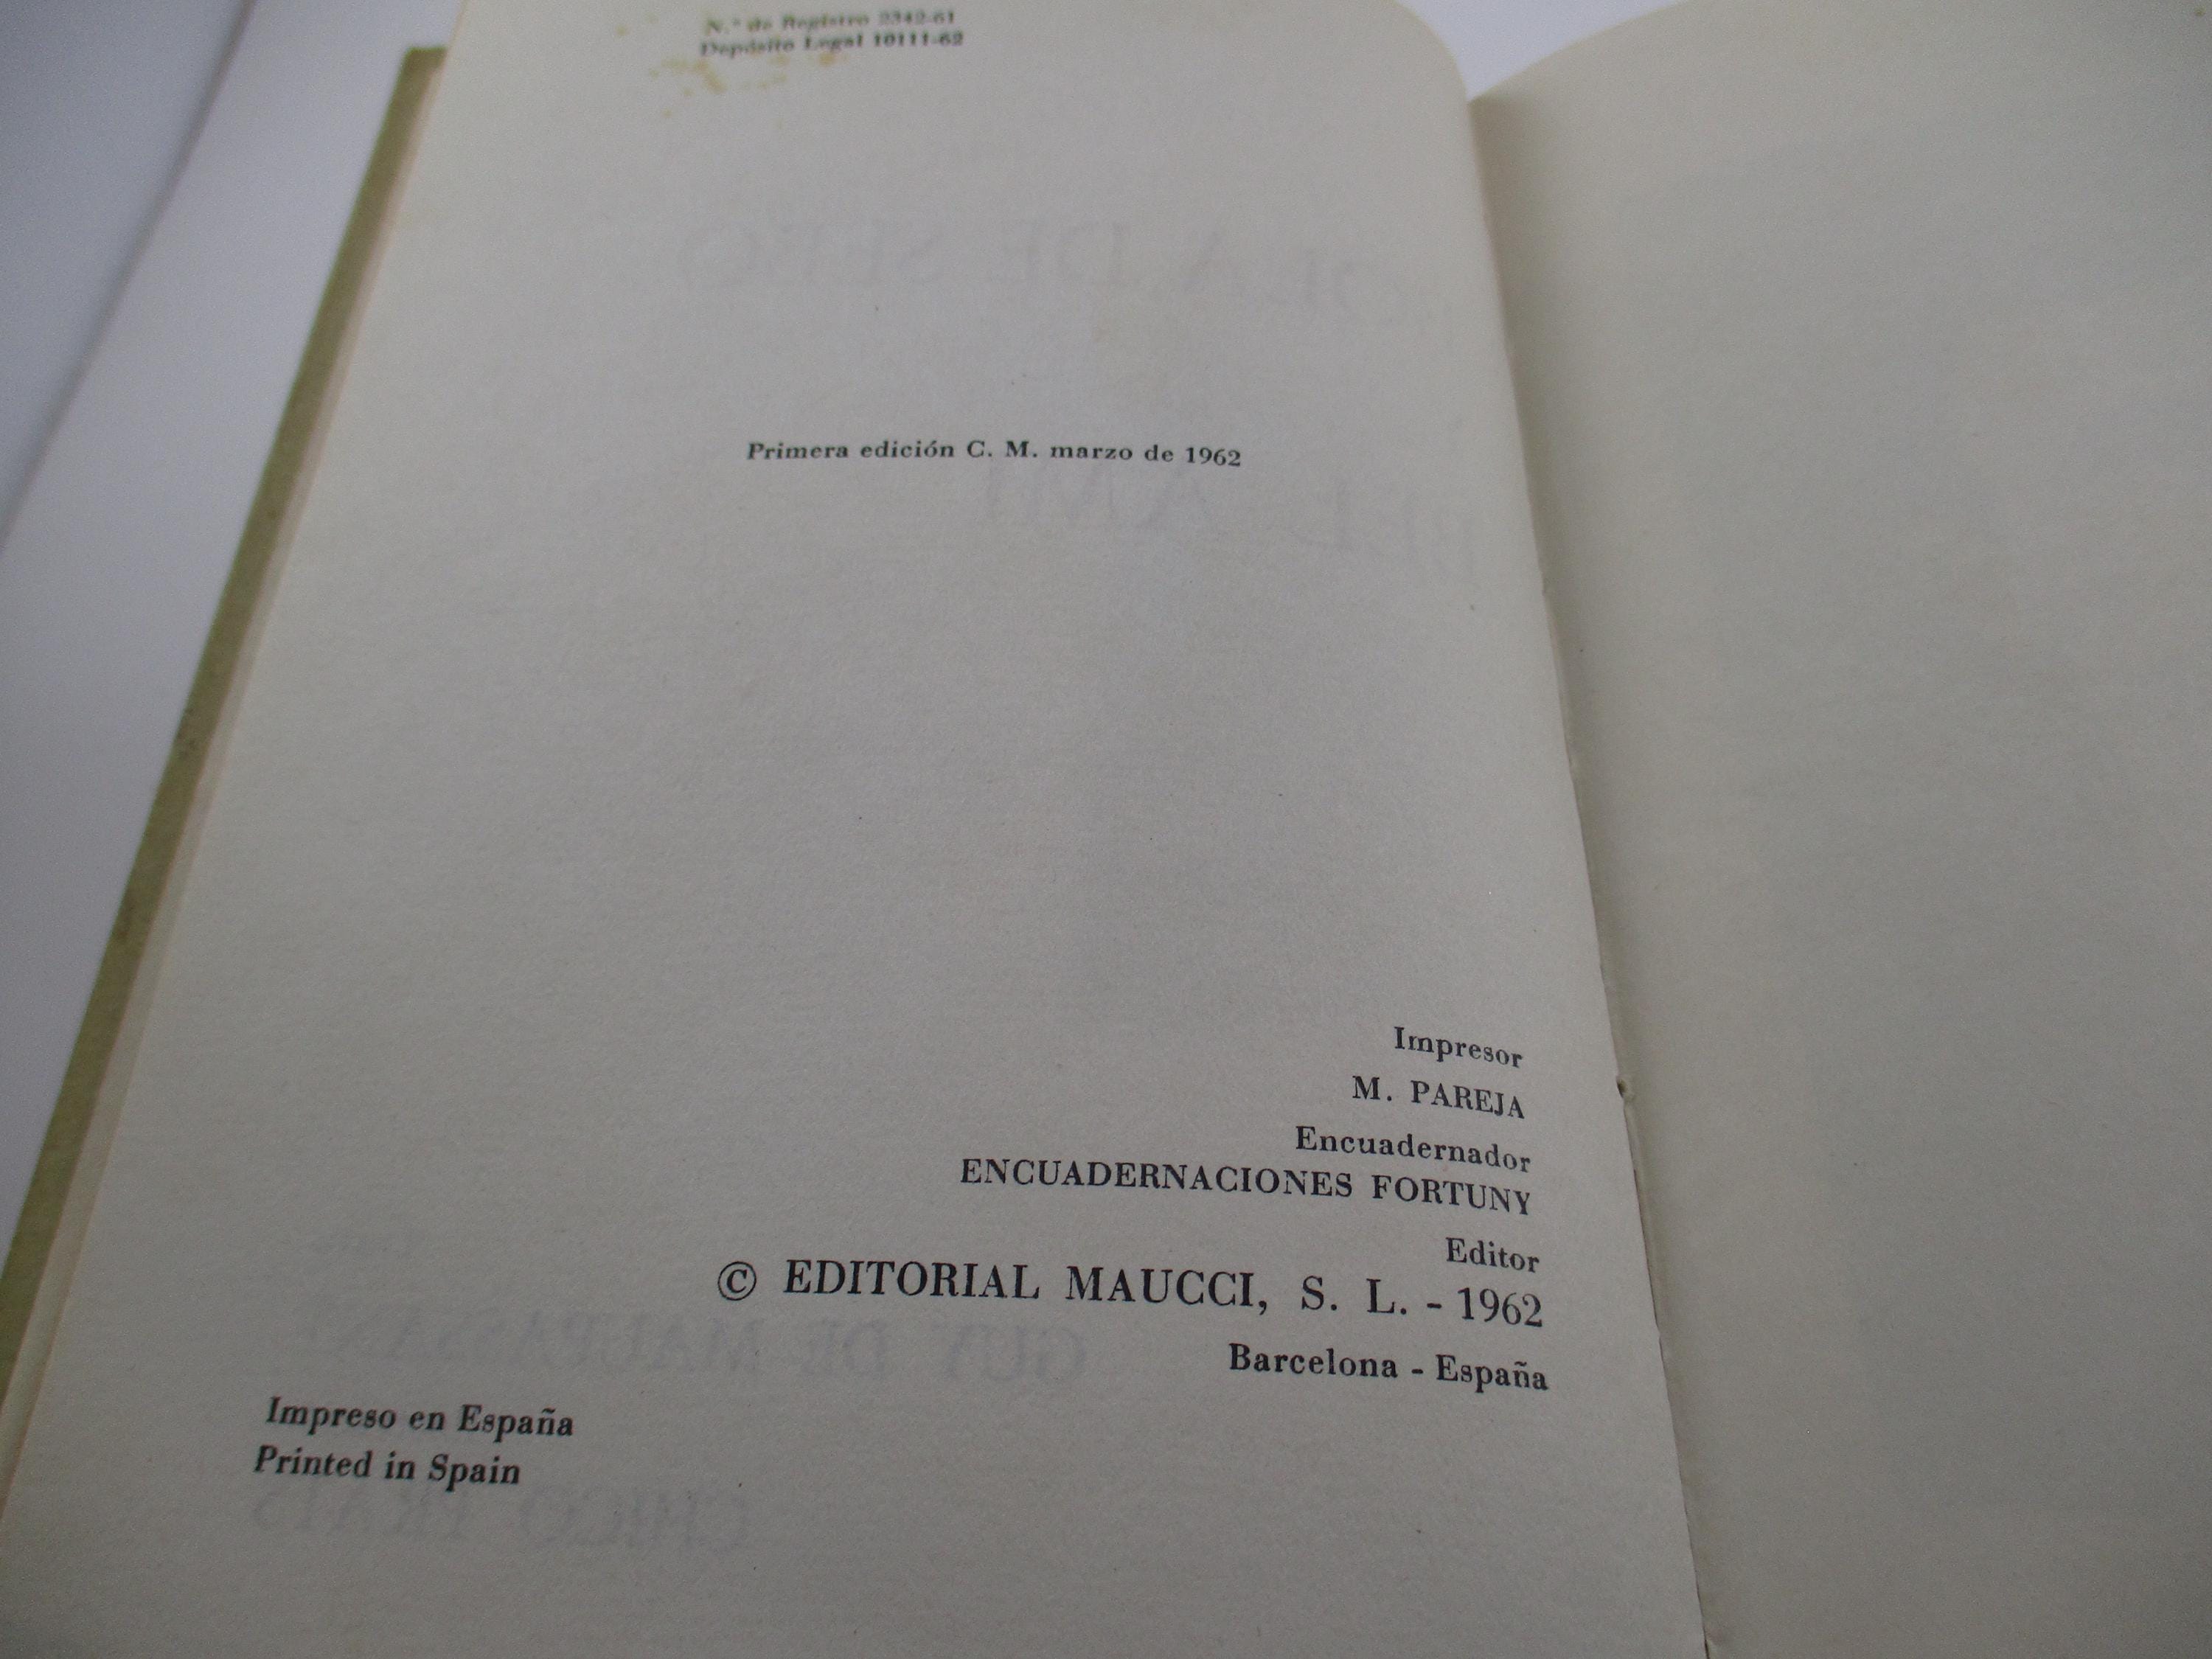 N.º de Registro 2342-61
Depósito Legal 10111-62
Primera edición C. M. marzo de 1962
Impresor
M. PAREJA
Encuadernador
ENCUADERNACIONES FORTUNY
Editor
© EDITORIAL MAUCCI, S. L. - 1962
Barcelona - España
Impreso en España
Printed in Spain